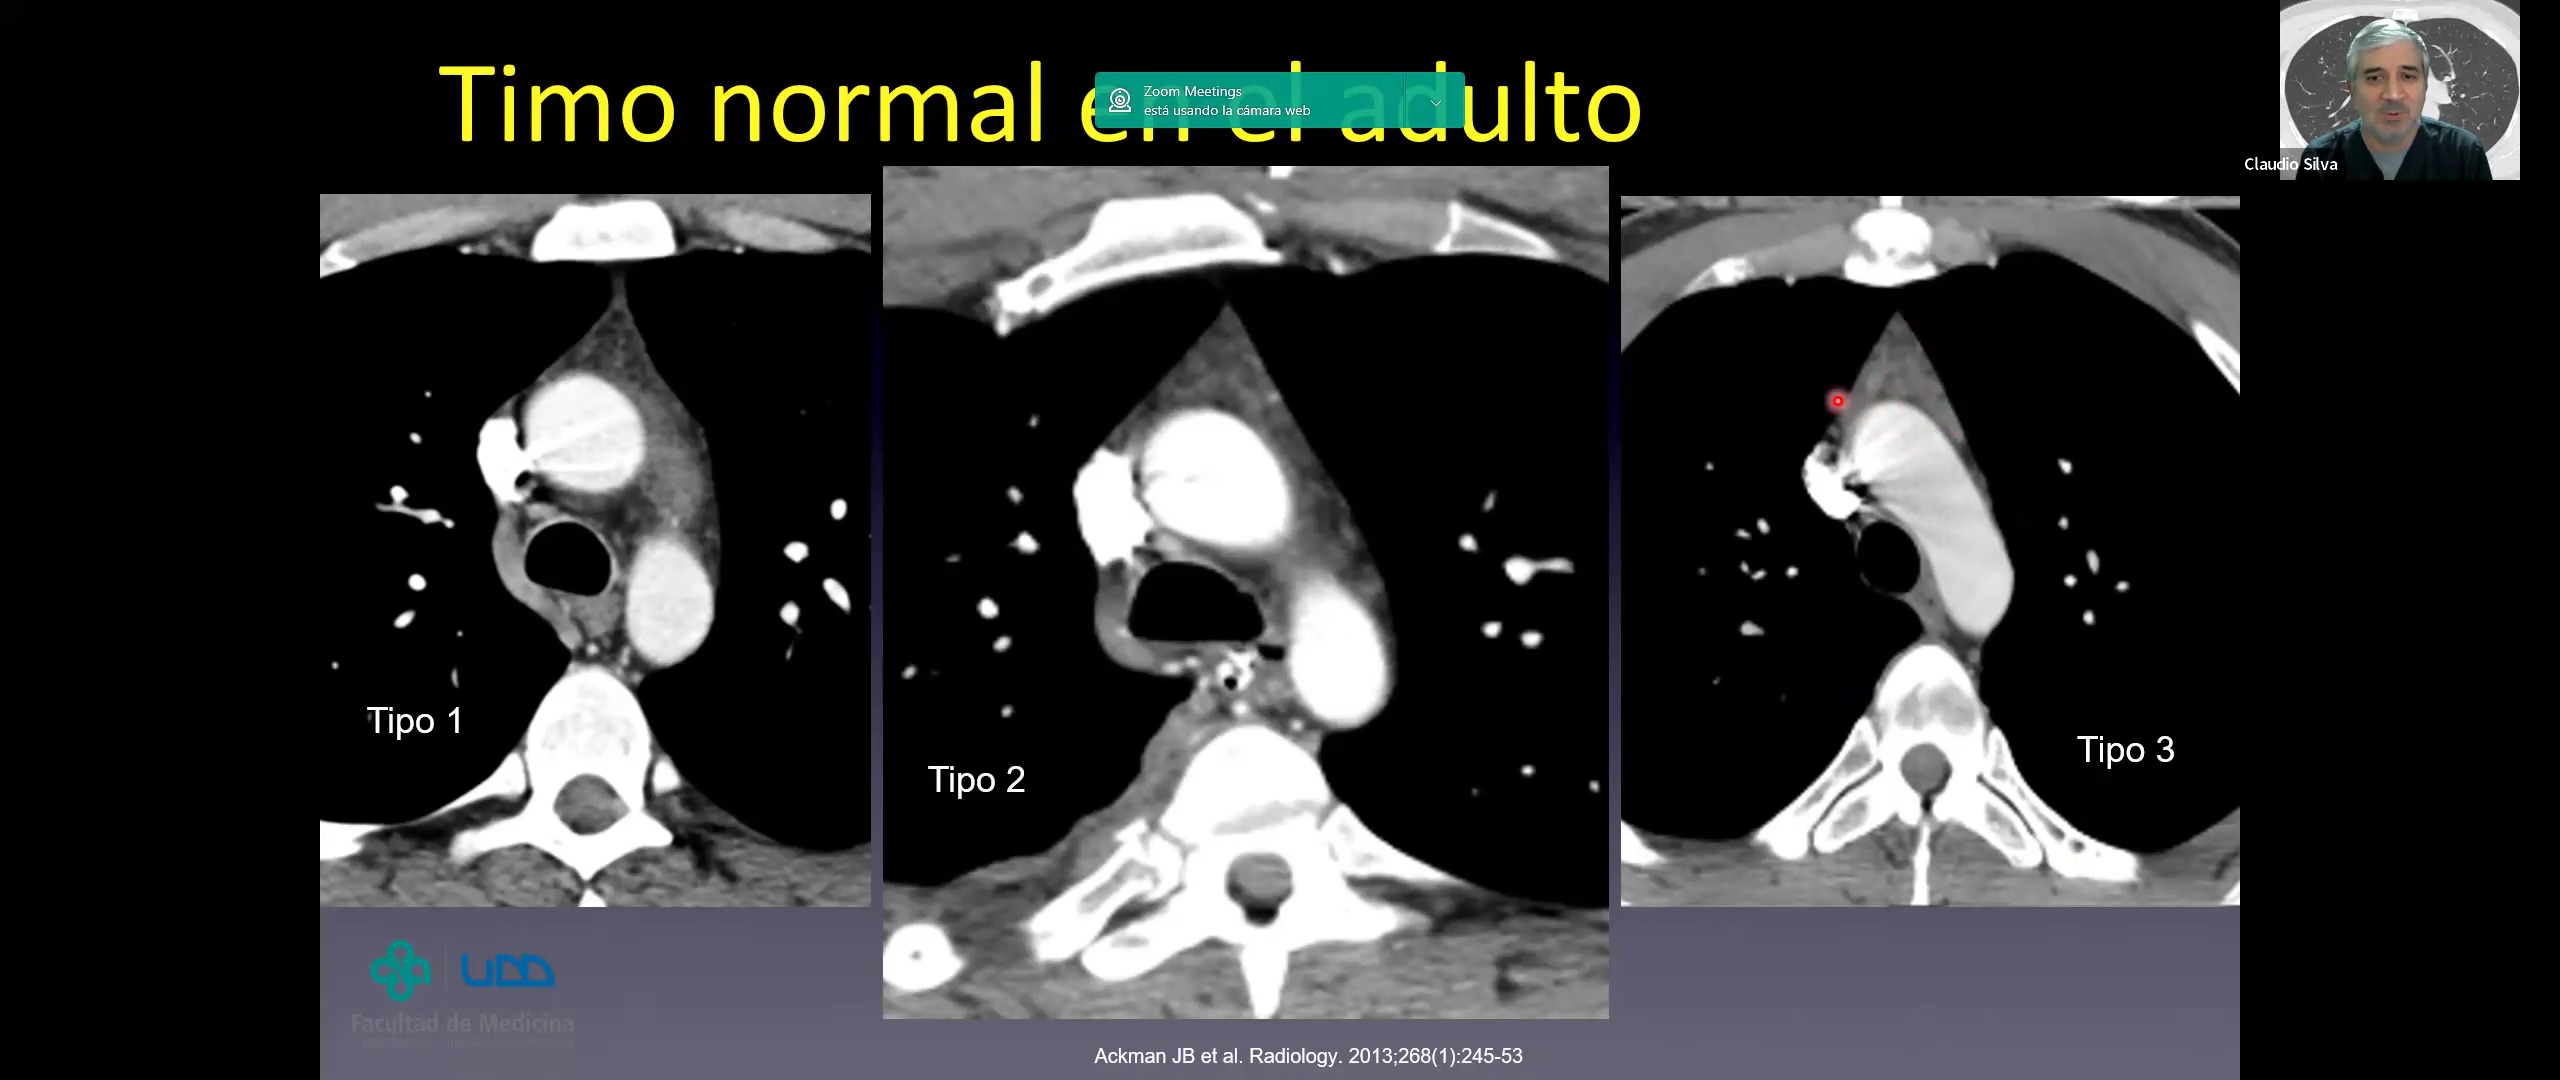 Timo normal en el adulto
Zoom Meetings
está usando la cámara web
Claudio Silva
Tipo 1
Tipo 2
Tipo 3
UDD
Facultad de Medicina
Ackman JB et al. Radiology. 2013;268(1):245-53